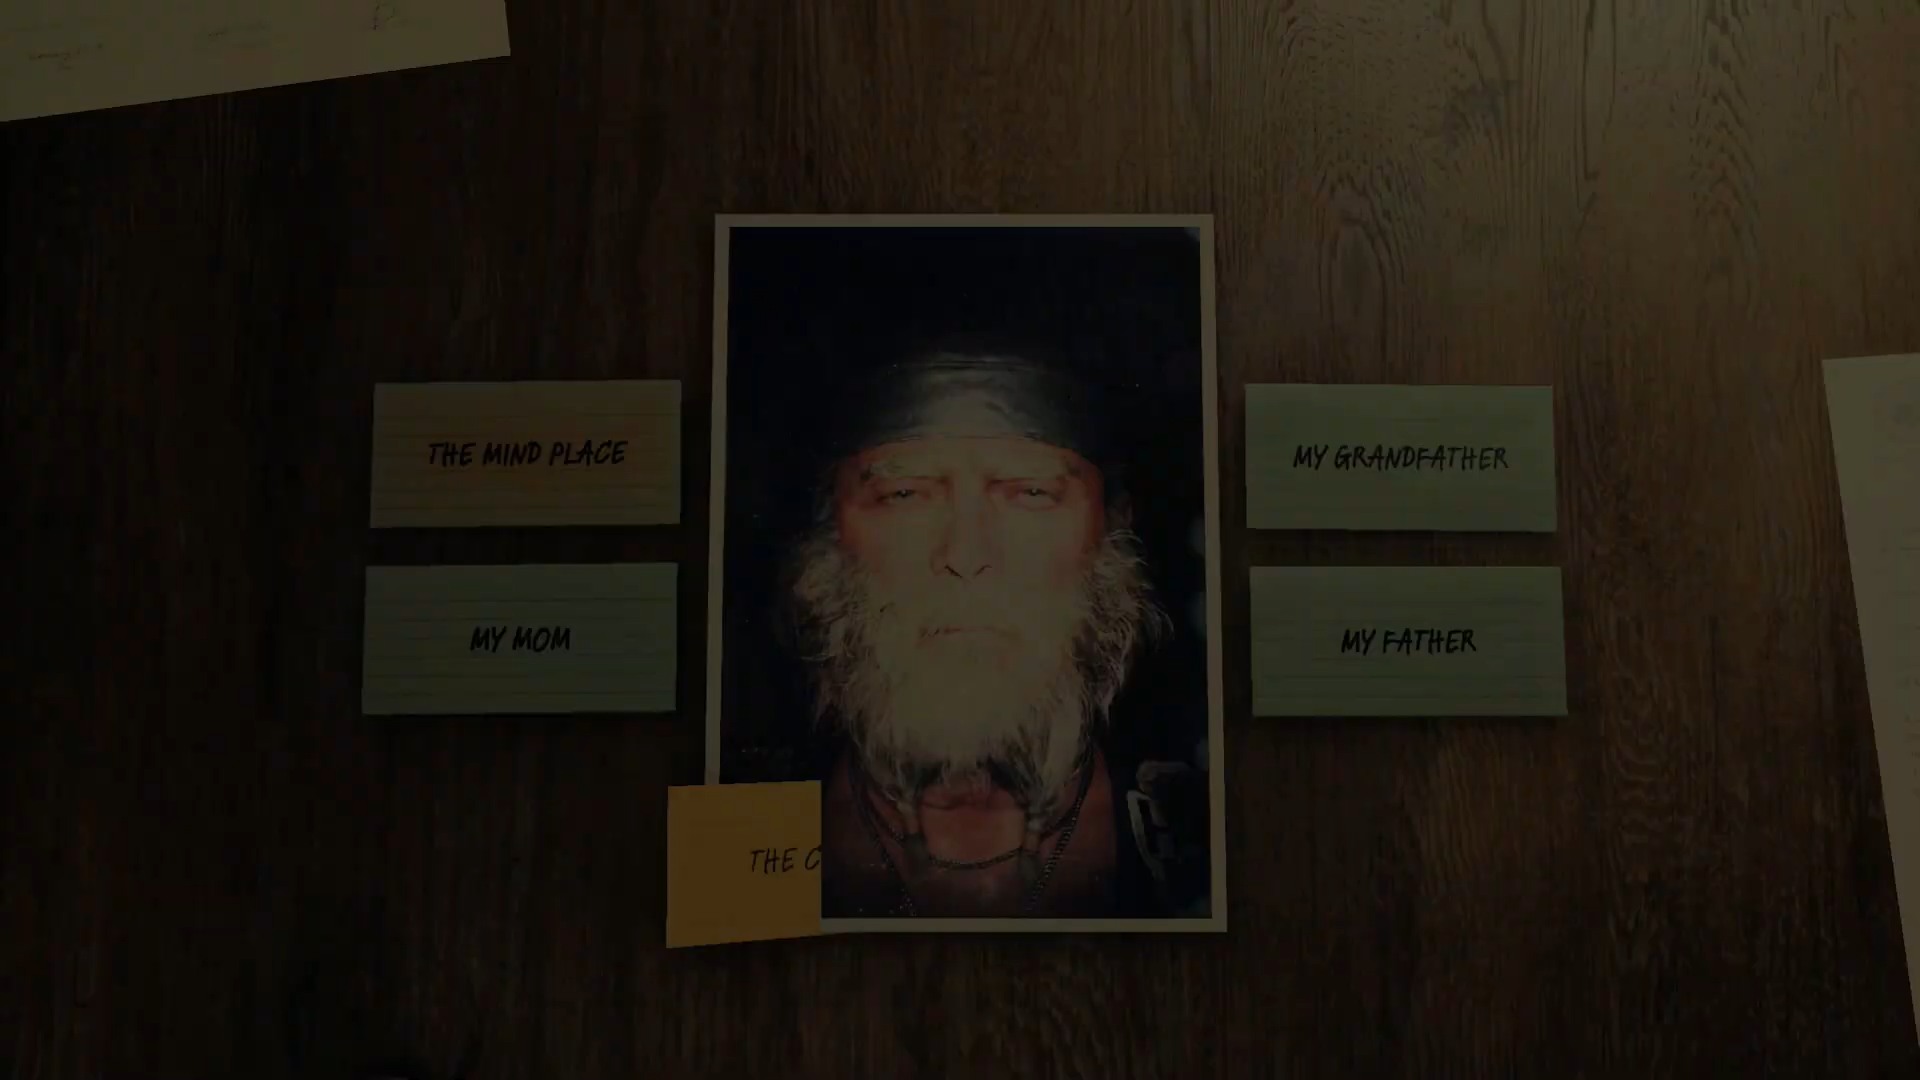 THE MIND PLACE
MY GRANDFATHER
MY MOM
MY FATHER
THE C